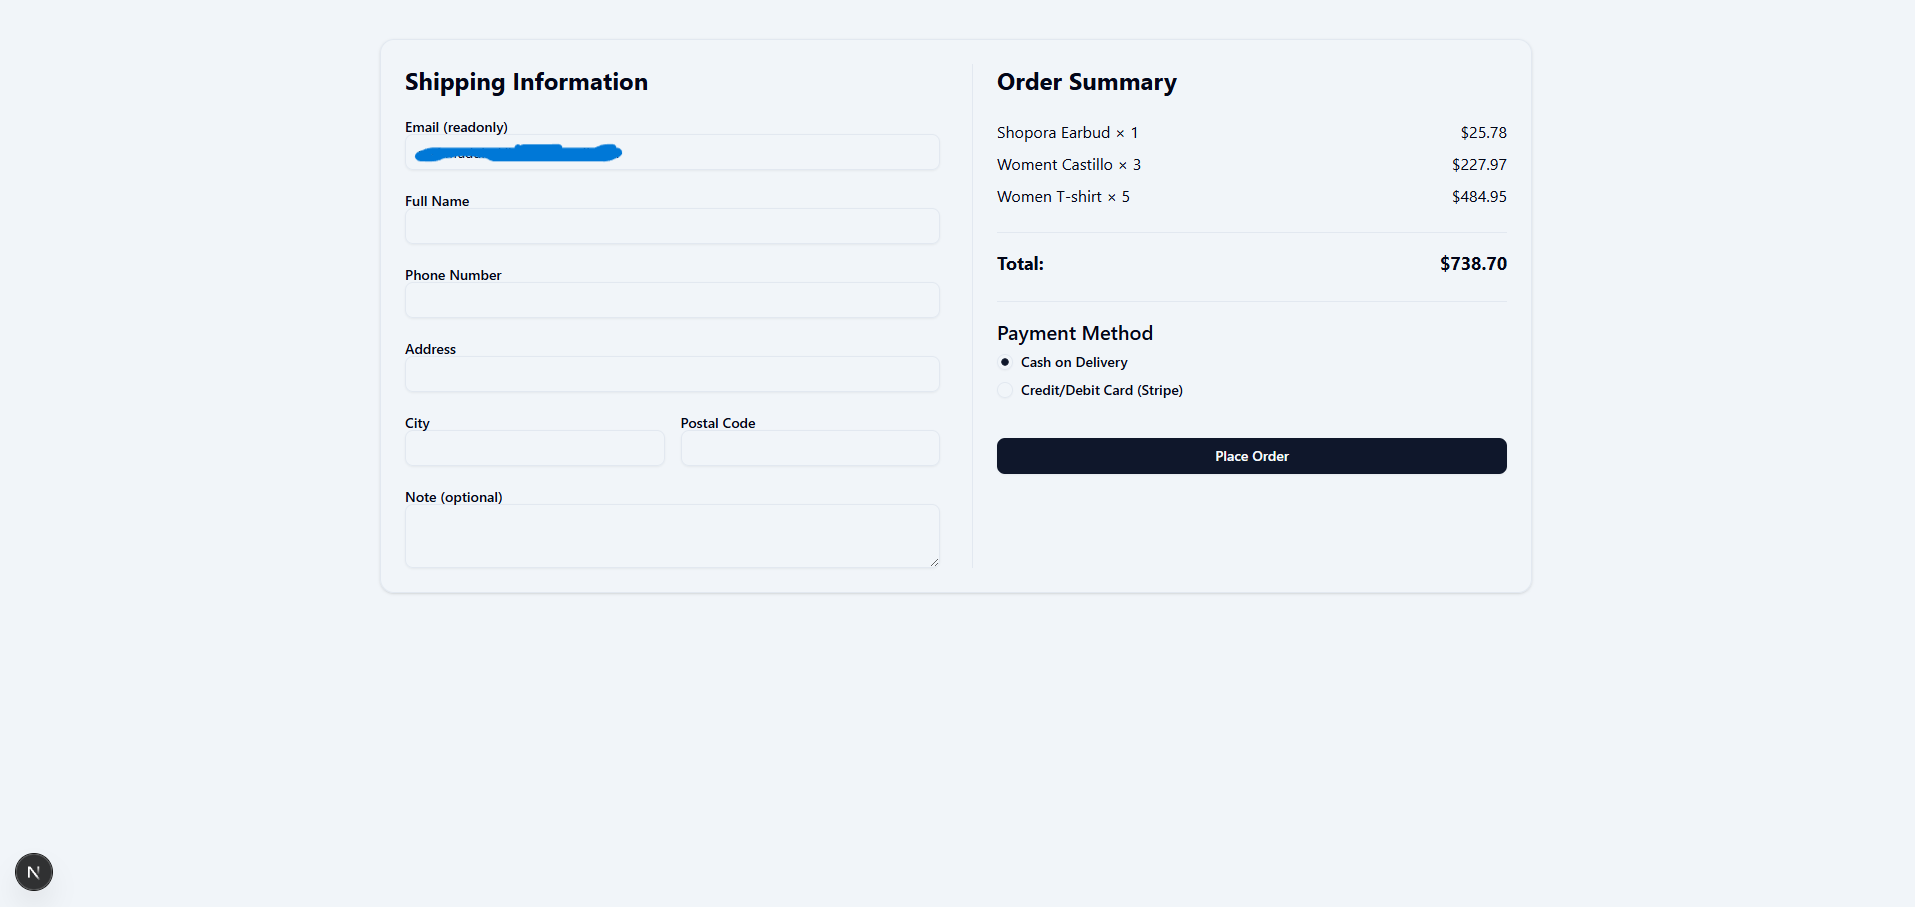 Shipping Information
Email (readonly)
Full Name
Phone Number
Address
City
Postal Code
Note (optional)
Order Summary
Shopora Earbud × 1 $25.78
Woment Castillo × 3 $227.97
Women T-shirt × 5 $484.95
Total: $738.70
Payment Method
Cash on Delivery
Credit/Debit Card (Stripe)
Place Order
N